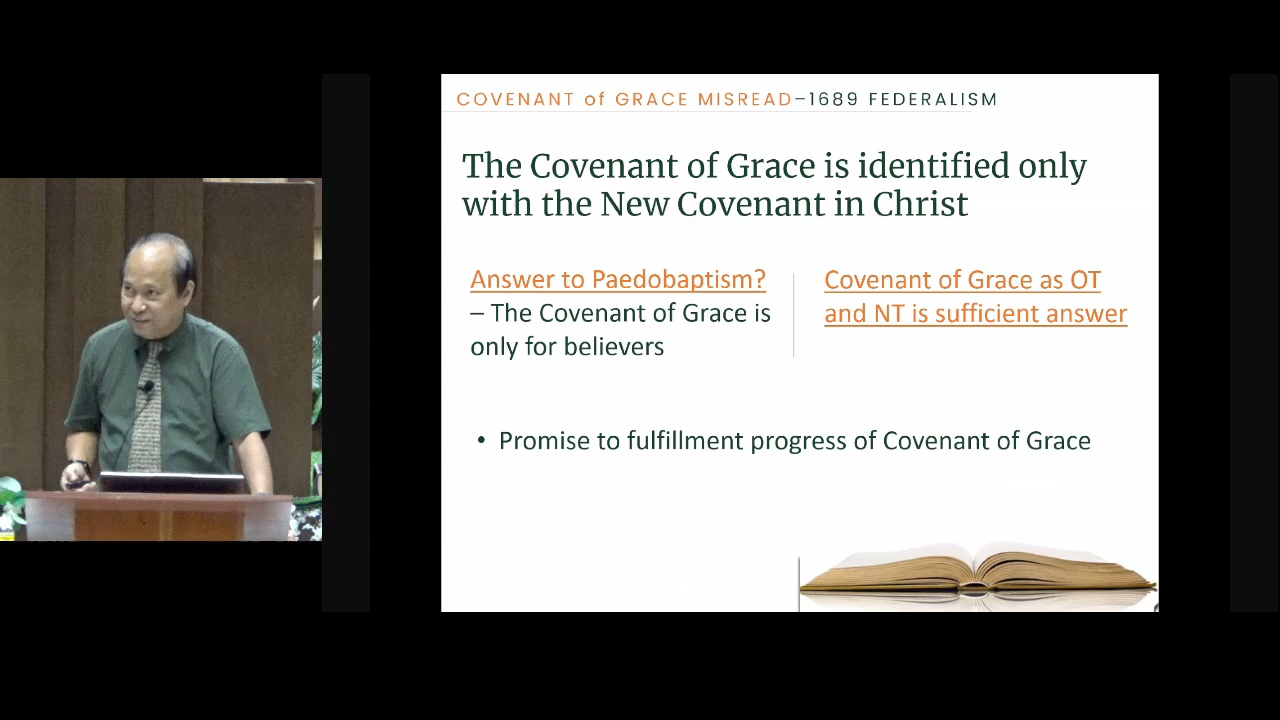 COVENANT of GRACE MISREAD–1689 FEDERALISM
The Covenant of Grace is identified only
with the New Covenant in Christ
Answer to Paedobaptism?
– The Covenant of Grace is
only for believers
Covenant of Grace as OT
and NT is sufficient answer
• Promise to fulfillment progress of Covenant of Grace